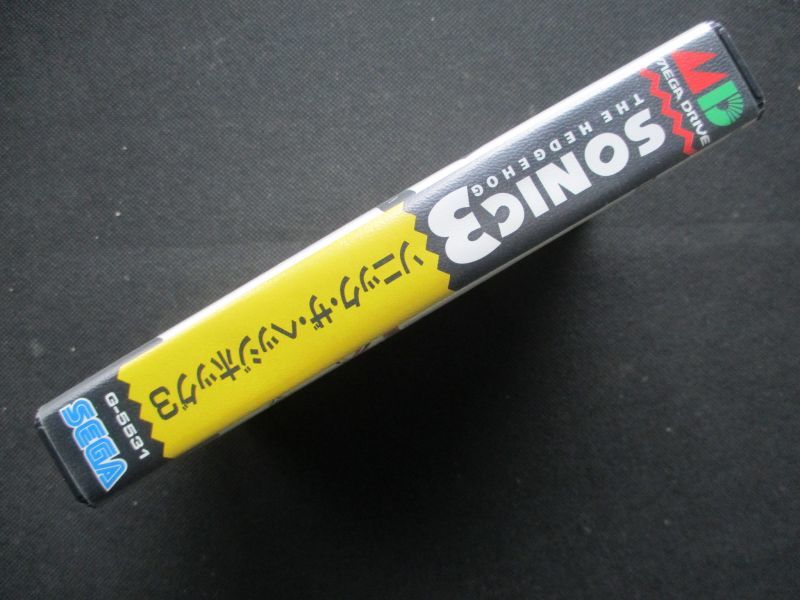 MD
MEGA DRIVE
SONIC3
THE HEDGEHOG
ソニック・ザ・ヘッジホッグ3
G-5531
SEGA